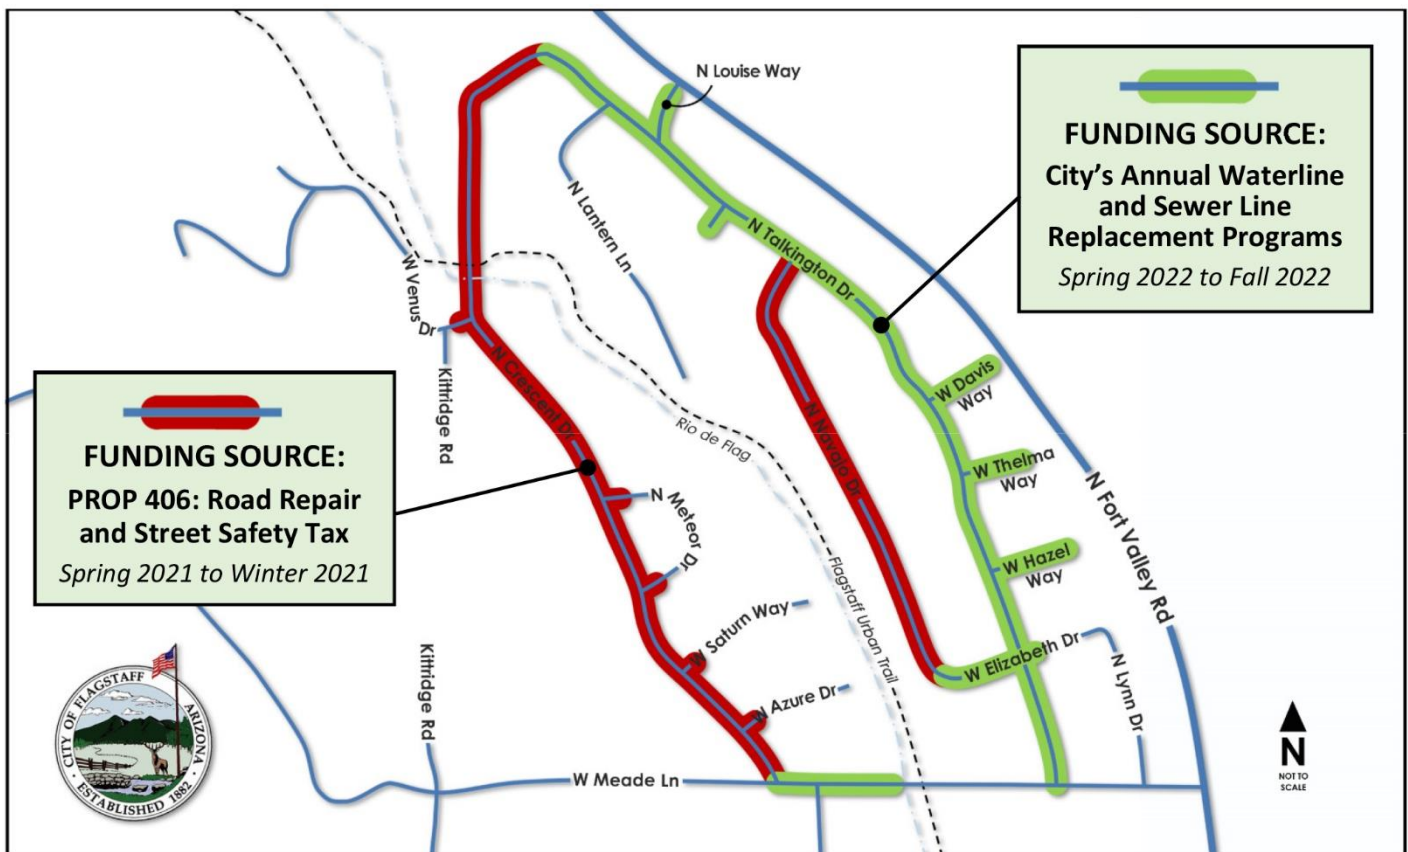 N Louise Way
FUNDING SOURCE:
City's Annual Waterline
and Sewer Line
Replacement Programs
Spring 2022 to Fall 2022
N Lantern Ln
N Talkington Dr
W Venus
Dr
Kittridge Rd
N Crescent Dr
Rio de Flag
N Navajo Dr
W Davis
Way
W Thelma
Way
W Hazel
Way
N Fort Valley Rd
FUNDING SOURCE:
PROP 406: Road Repair
and Street Safety Tax
Spring 2021 to Winter 2021
N Meteor Dr
W Saturn Way
Flagstaff Urban Trail
W Elizabeth Dr
N Lynn Dr
W Azure Dr
Kittridge Rd
W Meade Ln
CITY OF FLAGSTAFF
ARIZONA
ESTABLISHED 1882
N
NOT TO
SCALE